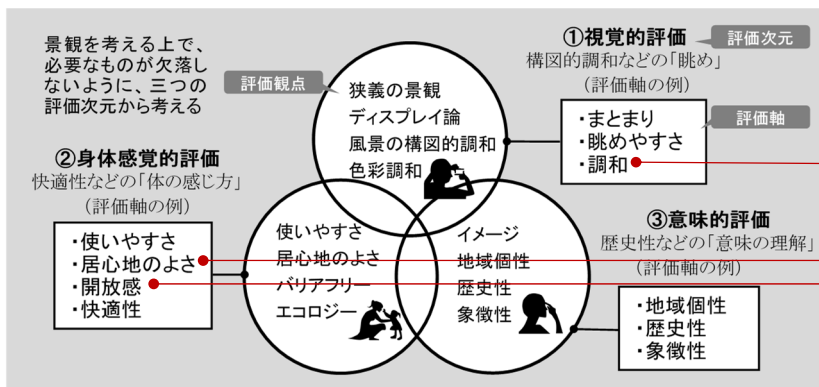 景観を考える上で、
必要なものが欠落し
ないように、三つの
評価次元から考える
評価観点
狭義の景観
ディスプレイ論
風景の構図的調和
色彩調和
①視覚的評価
評価次元
構図的調和などの「眺め」
（評価軸の例）
評価軸
・まとまり
・眺めやすさ
・調和
②身体感覚的評価
快適性などの「体の感じ方」
（評価軸の例）
・使いやすさ
・居心地のよさ
・開放感
・快適性
使いやすさ
居心地のよさ
バリアフリー
エコロジー
イメージ
地域個性
歴史性
象徴性
③意味的評価
歴史性などの「意味の理解」
（評価軸の例）
・地域個性
・歴史性
・象徴性